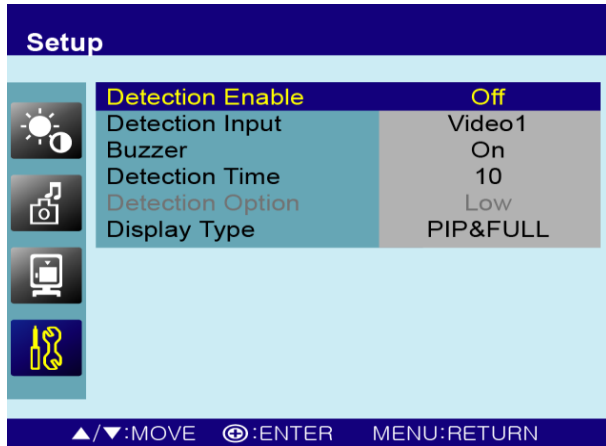 Setup
Detection Enable Off
Detection Input Video1
Buzzer On
Detection Time 10
Detection Option Low
Display Type PIP&FULL
▲/▼:MOVE ⊕:ENTER MENU:RETURN